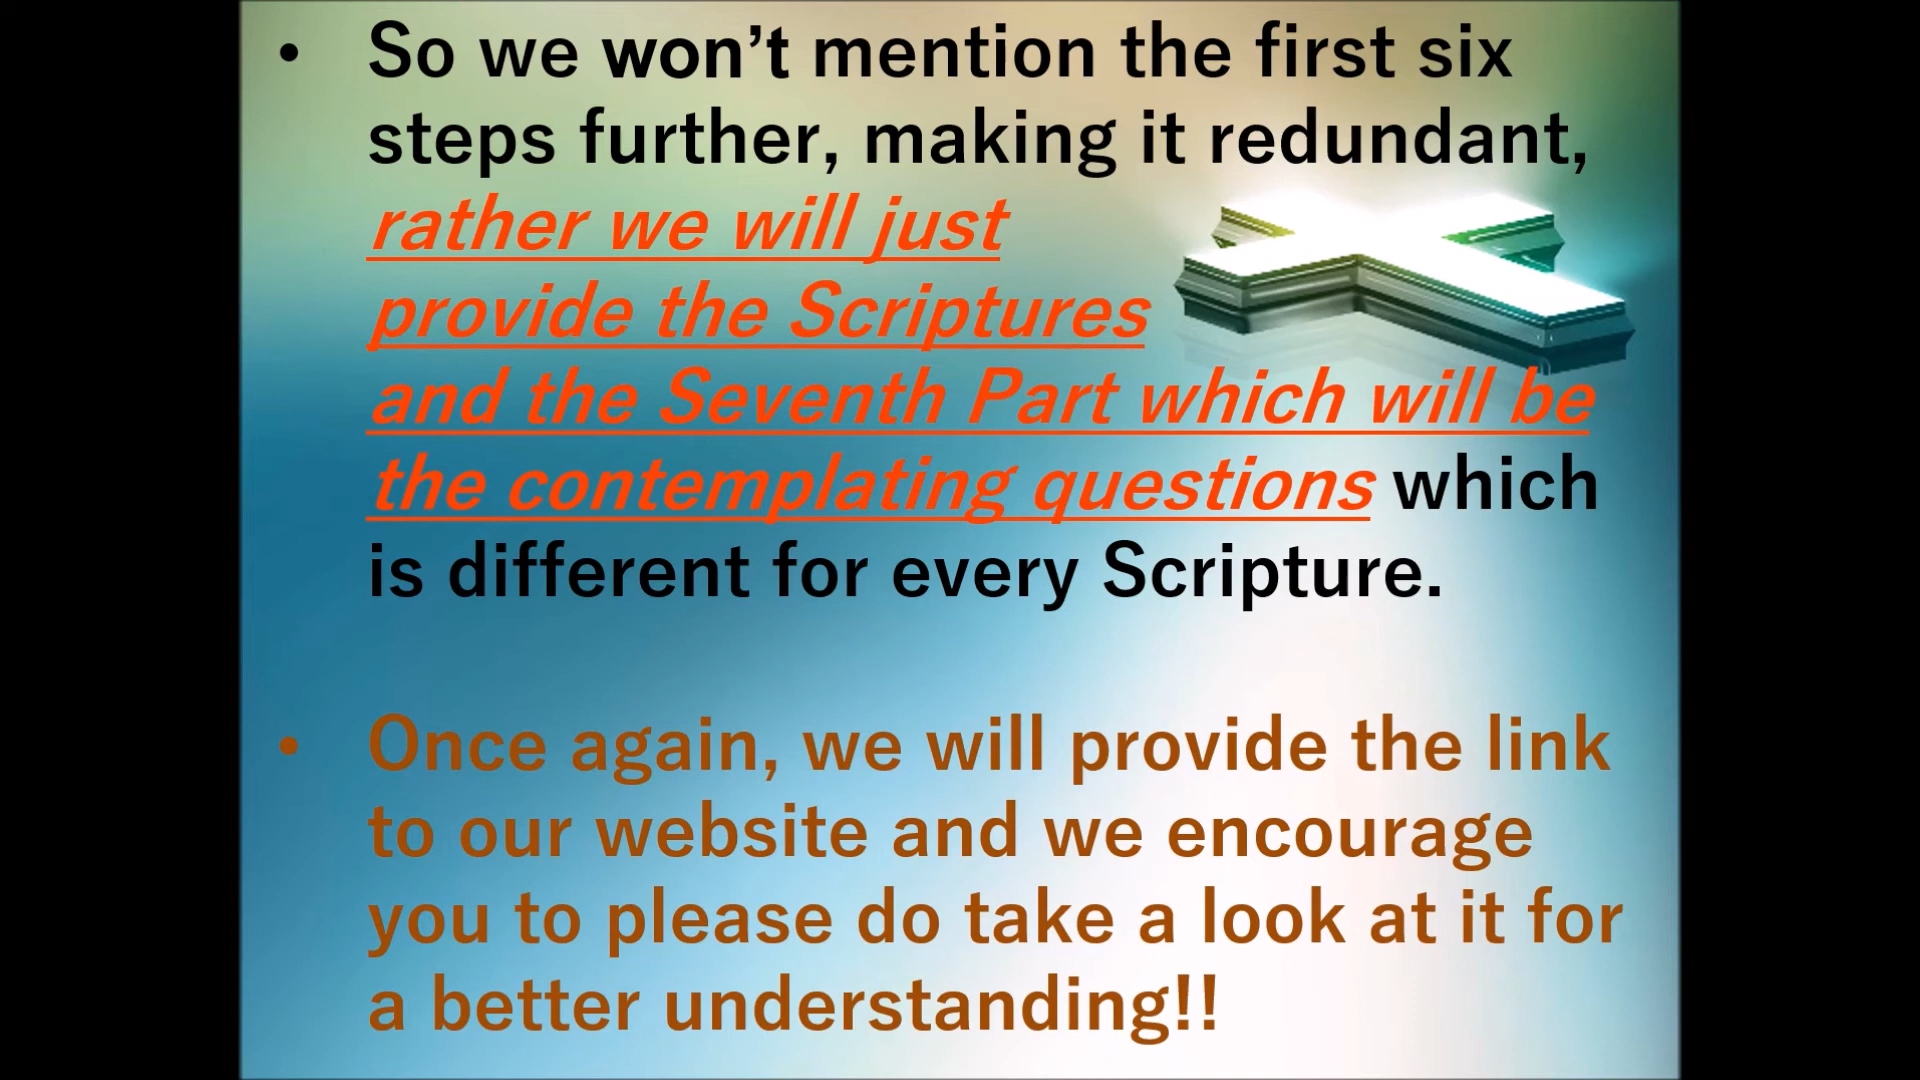 • So we won’t mention the first six
steps further, making it redundant,
rather we will just
provide the Scriptures
and the Seventh Part which will be
the contemplating questions which
is different for every Scripture.
• Once again, we will provide the link
to our website and we encourage
you to please do take a look at it for
a better understanding!!